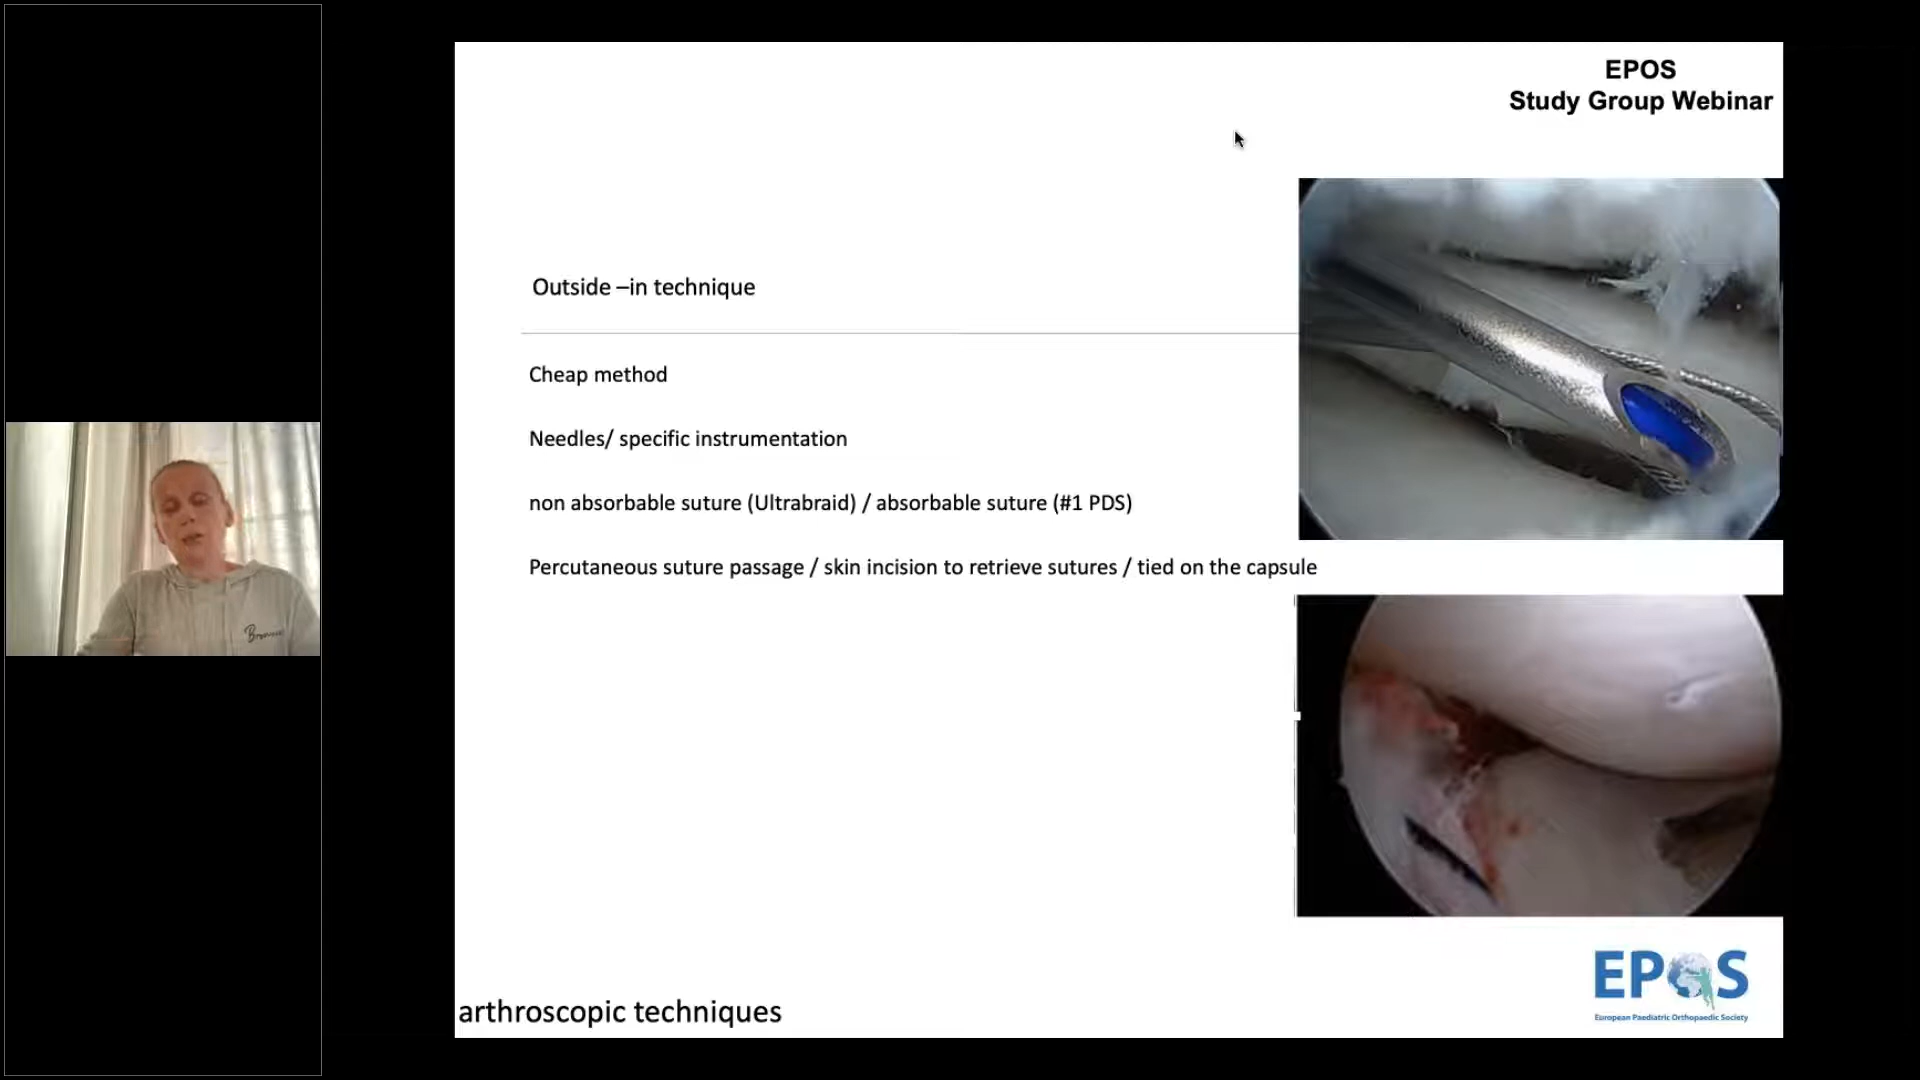 EPOS
Study Group Webinar
Outside –in technique
Cheap method
Needles/ specific instrumentation
non absorbable suture (Ultrabraid) / absorbable suture (#1 PDS)
Percutaneous suture passage / skin incision to retrieve sutures / tied on the capsule
arthroscopic techniques
EPOS
European Paediatric Orthopaedic Society